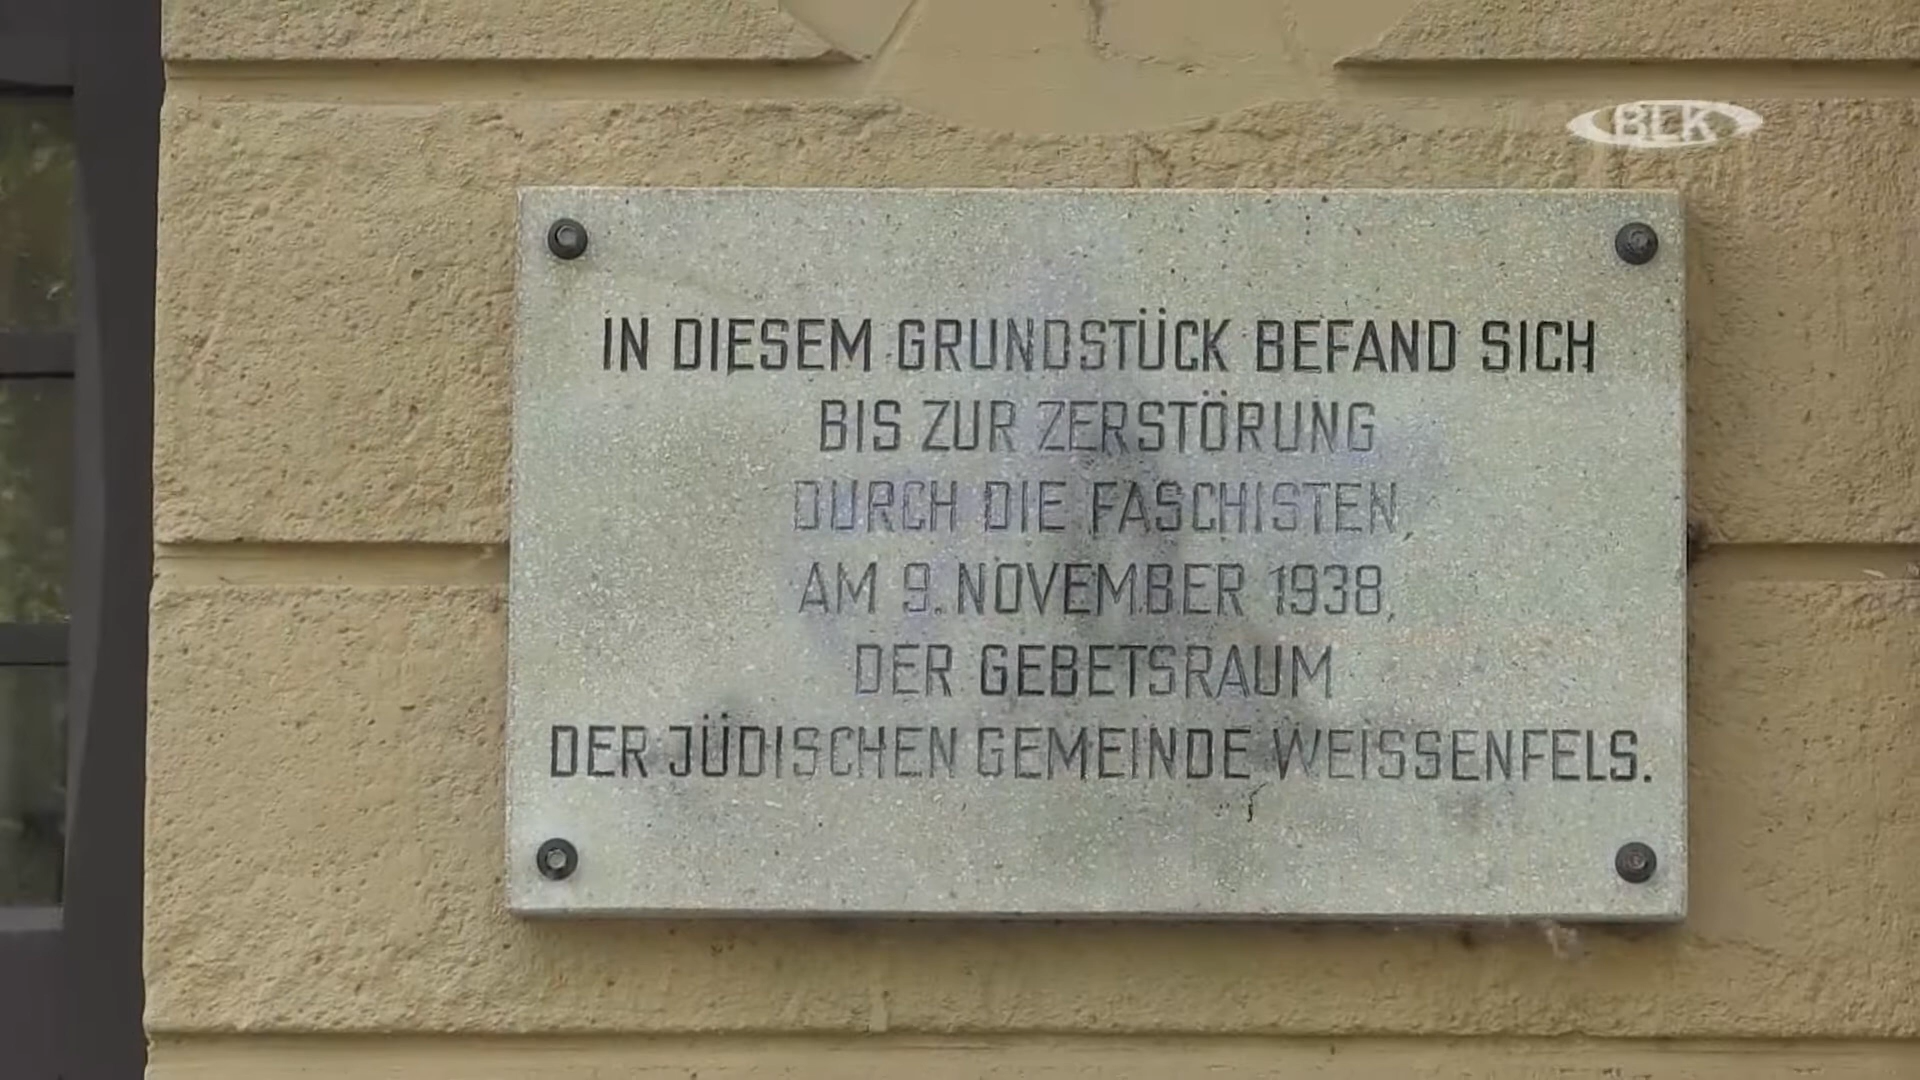 BLK
IN DIESEM GRUNDSTÜCK BEFAND SICH
BIS ZUR ZERSTÖRUNG
DURCH DIE FASCHISTEN,
AM 9. NOVEMBER 1938,
DER GEBETSRAUM
DER JÜDISCHEN GEMEINDE WEISSENFELS.